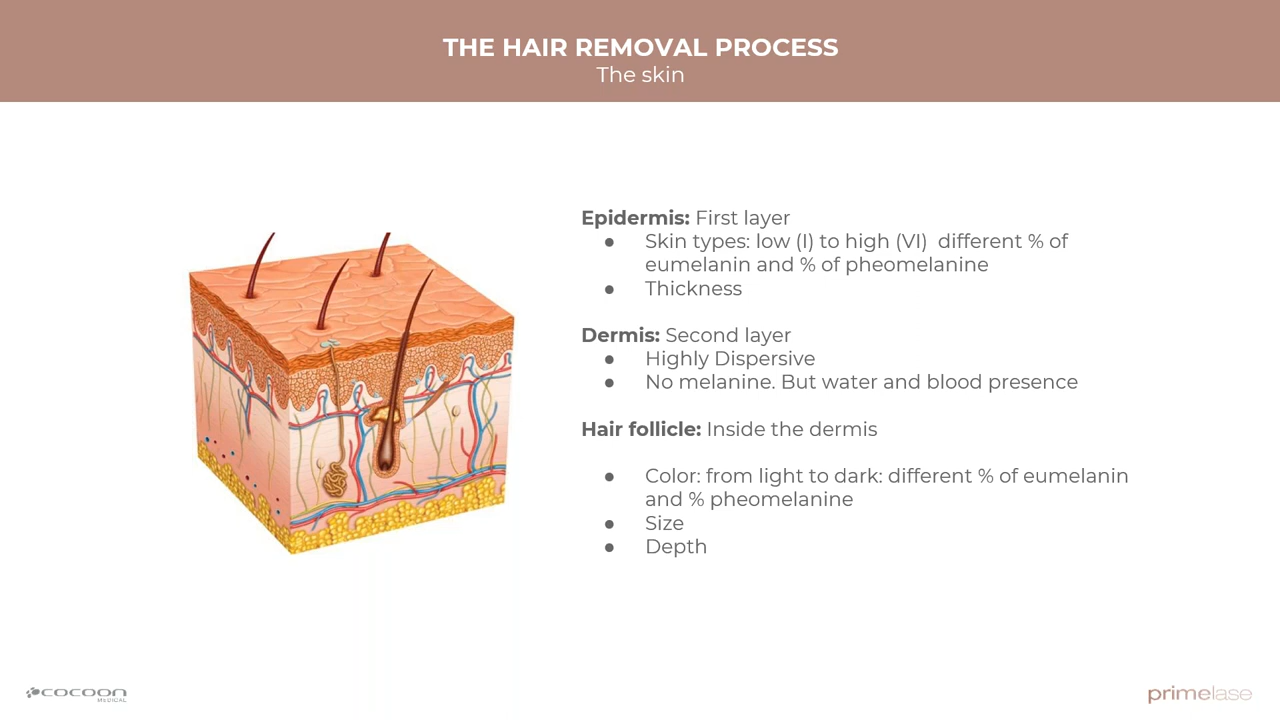 THE HAIR REMOVAL PROCESS
The skin
Epidermis: First layer
● Skin types: low (I) to high (VI)  different % of
eumelanin and % of pheomelanine
● Thickness
Dermis: Second layer
● Highly Dispersive
● No melanine. But water and blood presence
Hair follicle: Inside the dermis
● Color: from light to dark: different % of eumelanin
and % pheomelanine
● Size
● Depth
cocoon
MEDICAL
primelase